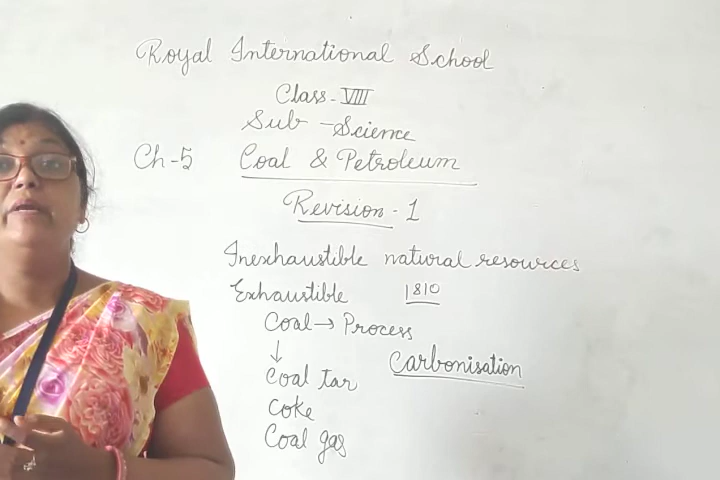 Royal International School
Class - VIII
Sub - Science
Ch-5 Coal & Petroleum
Revision - 1
Inexhaustible natural resources
Exhaustible 1810
Coal → Process
↓ Carbonisation
Coal tar
Coke
Coal gas